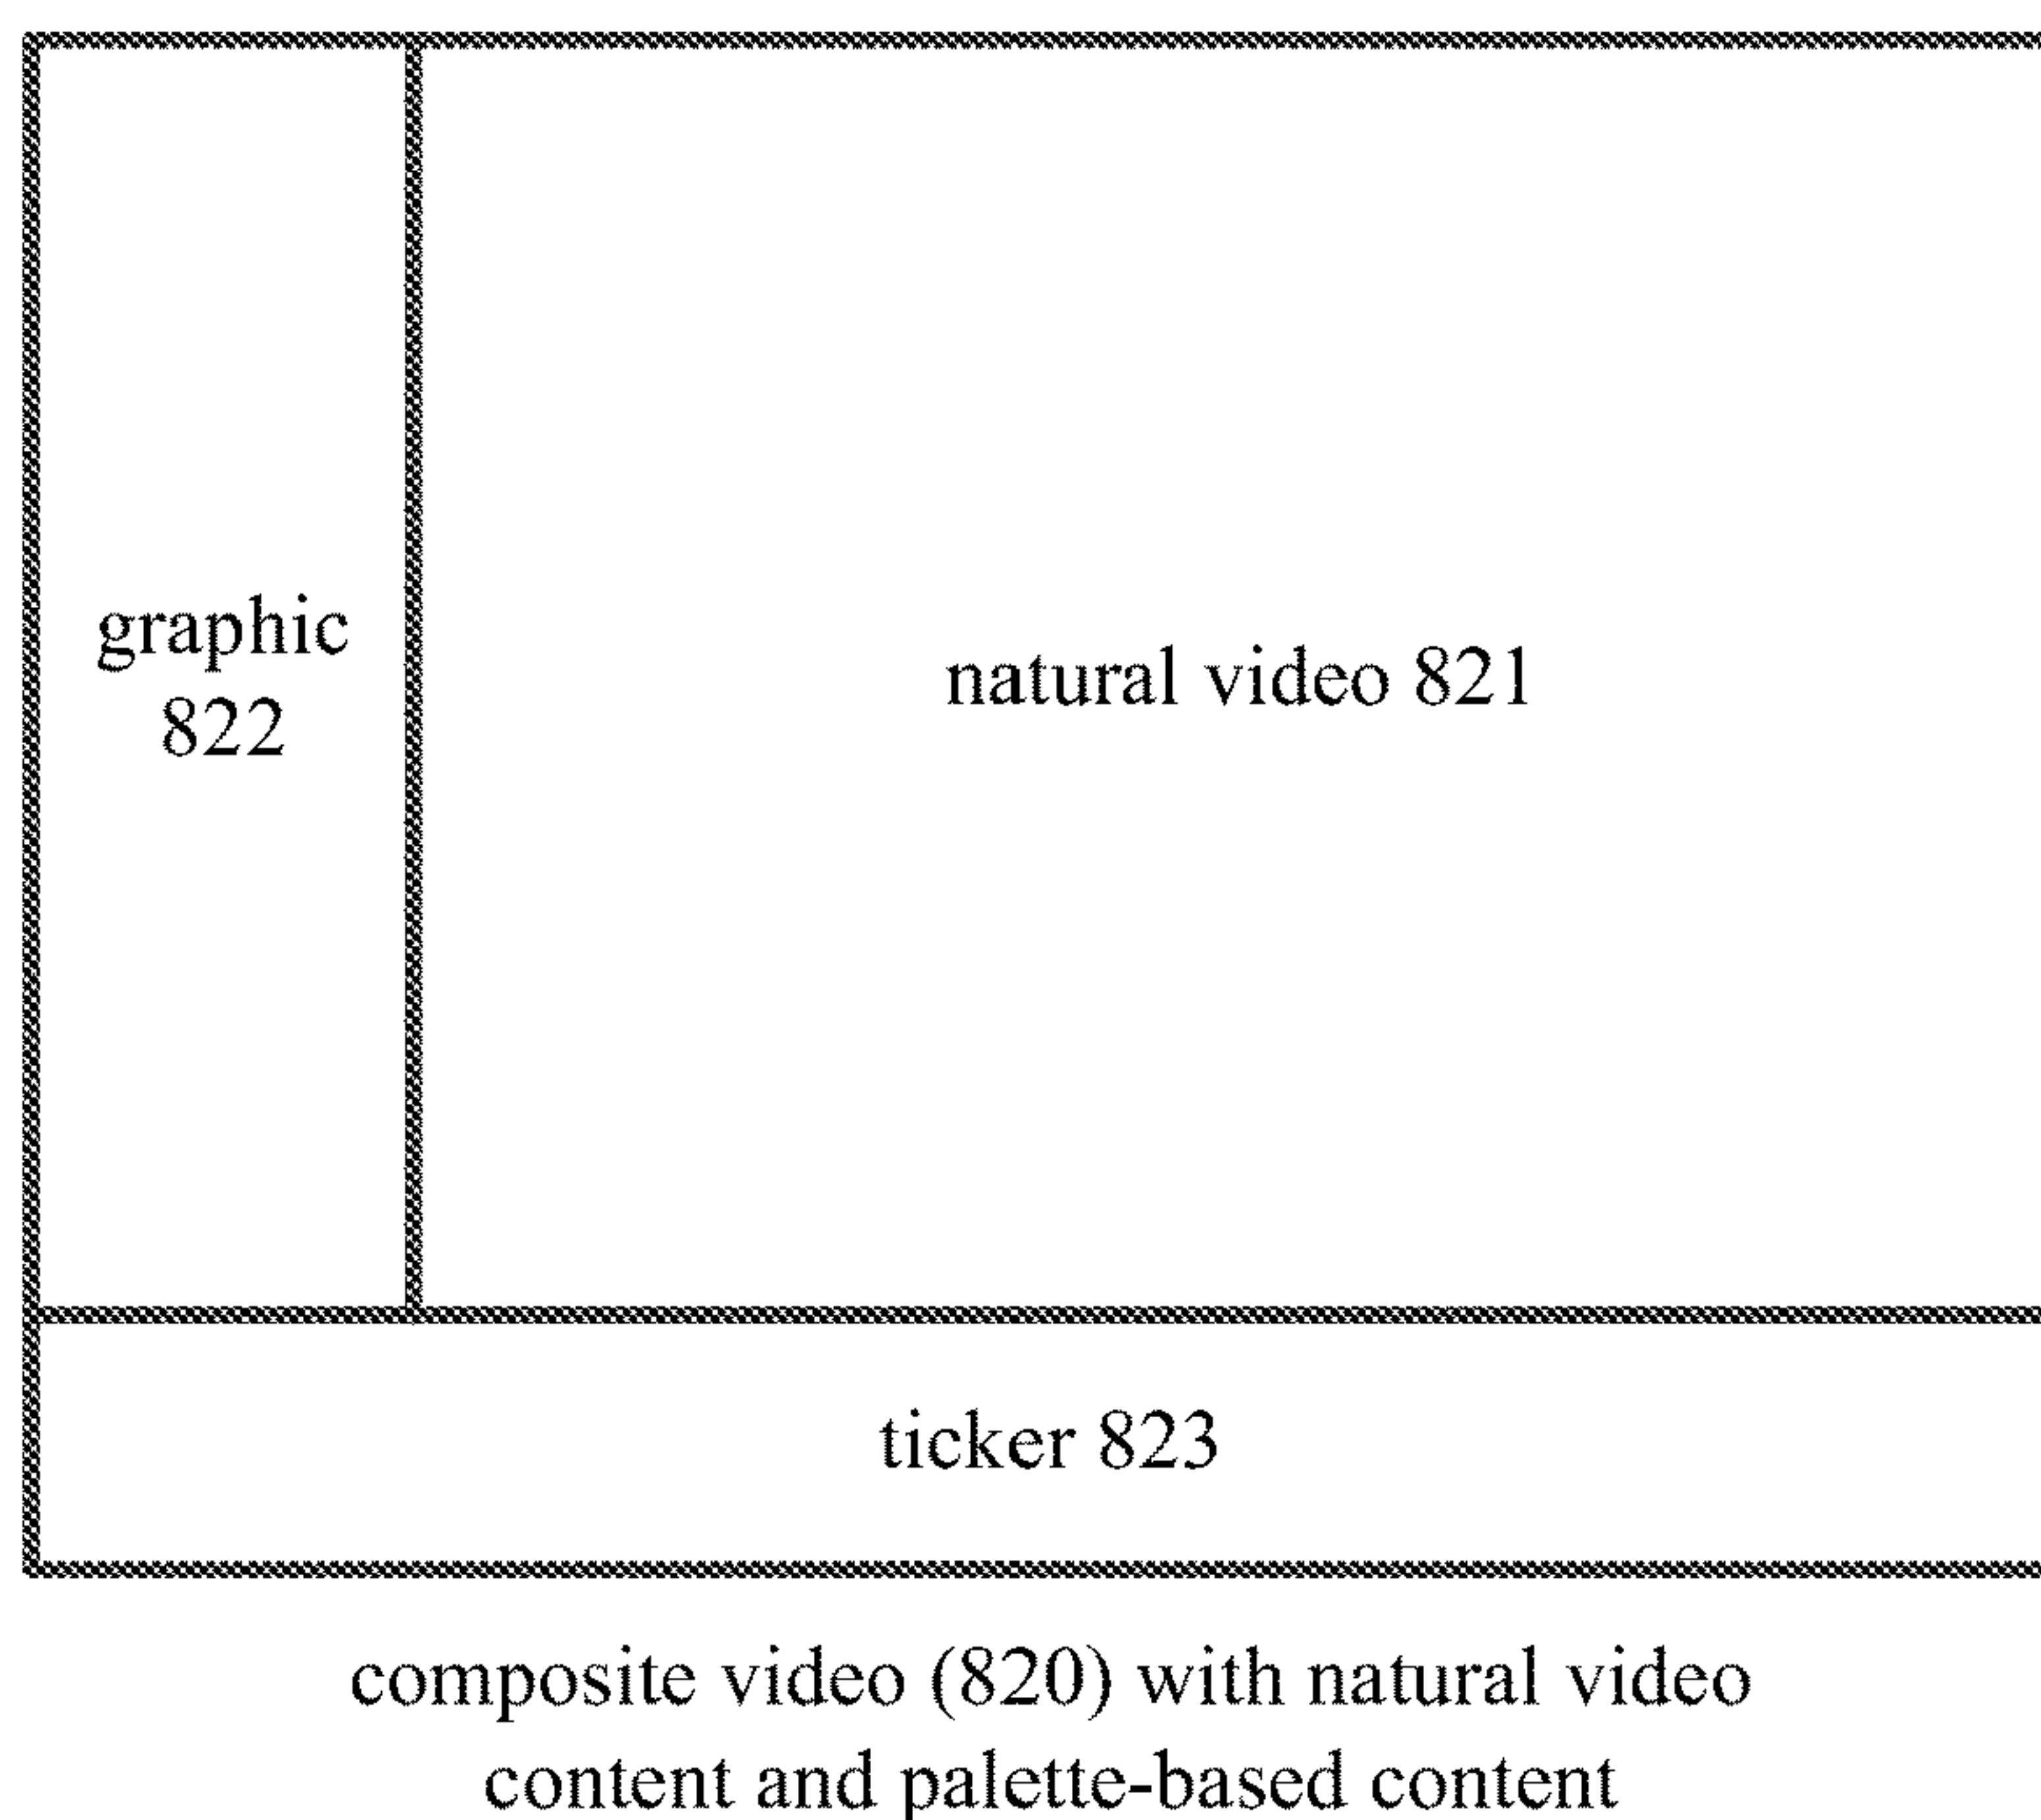 graphic
822
natural video 821
ticker 823
composite video (820) with natural video
content and palette-based content